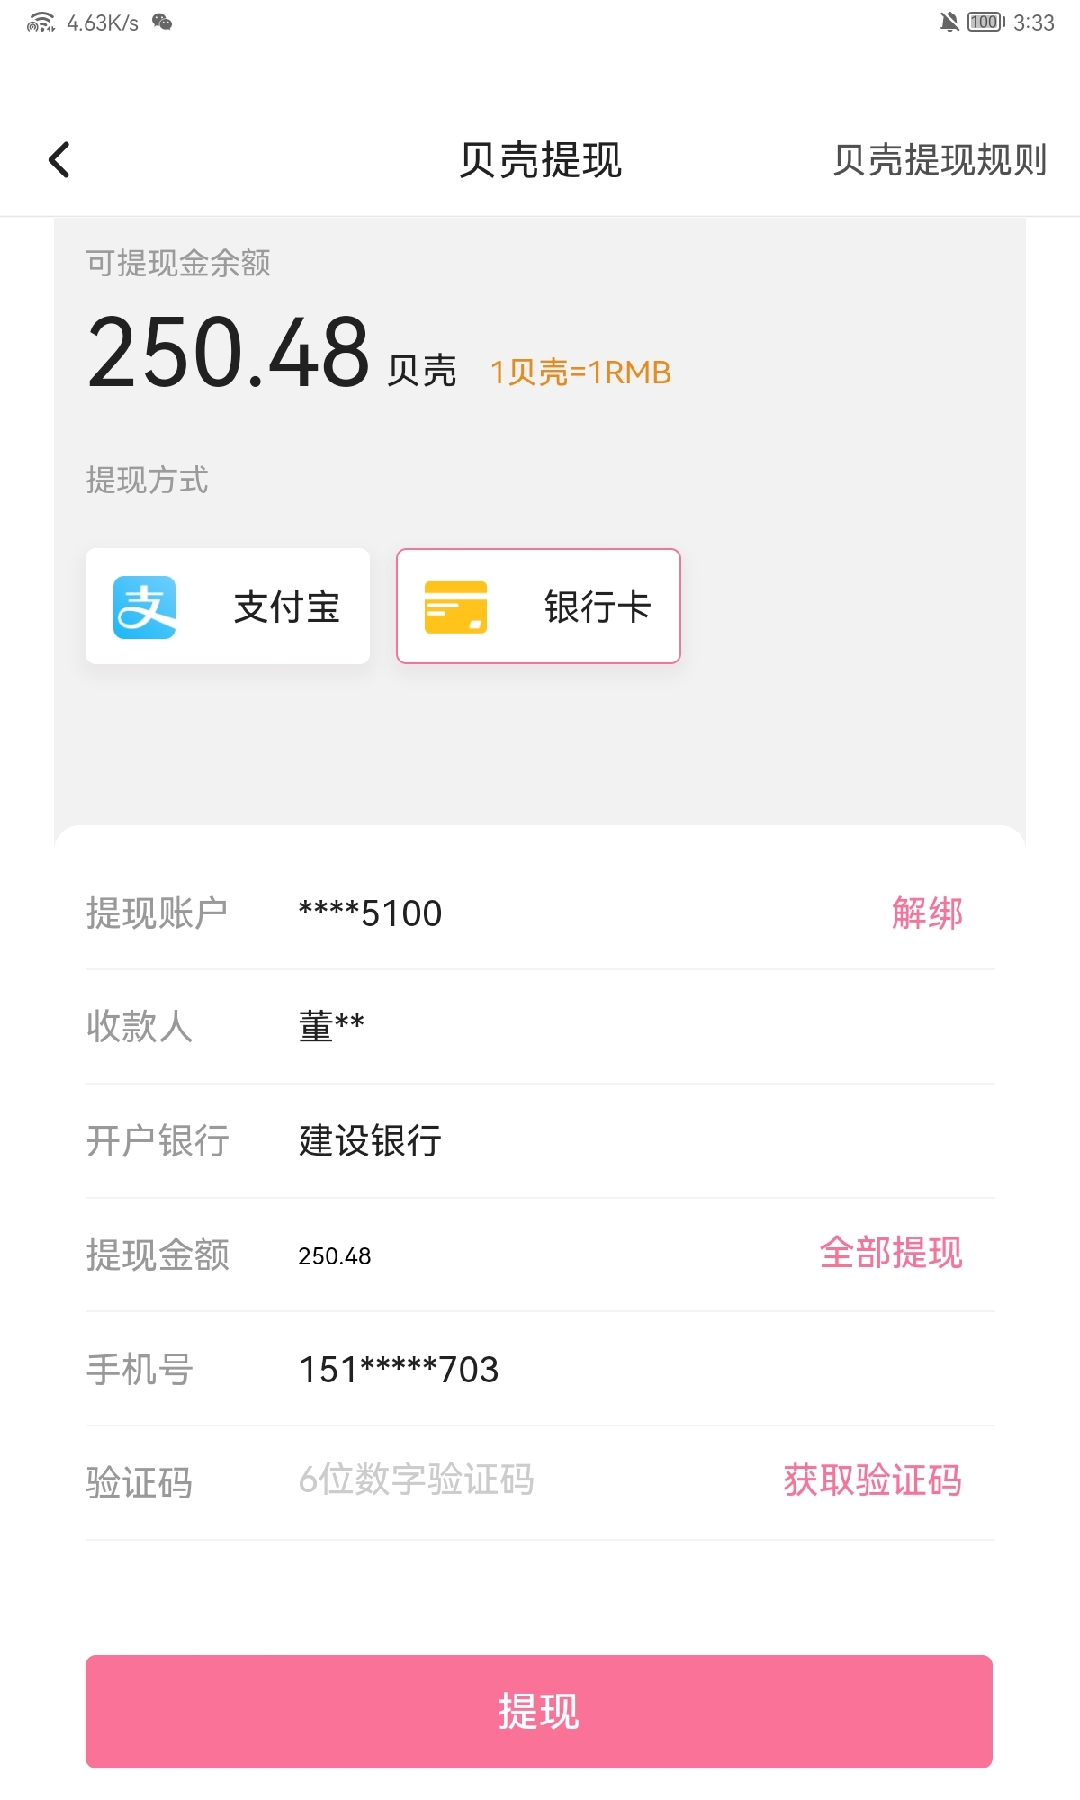 4.63K/s 100 3:33
贝壳提现 贝壳提现规则
可提现金余额
250.48 贝壳 1贝壳=1RMB
提现方式
支 支付宝 银行卡
提现账户 ****5100 解绑
收款人 董**
开户银行 建设银行
提现金额 250.48 全部提现
手机号 151*****703
验证码 6位数字验证码 获取验证码
提现